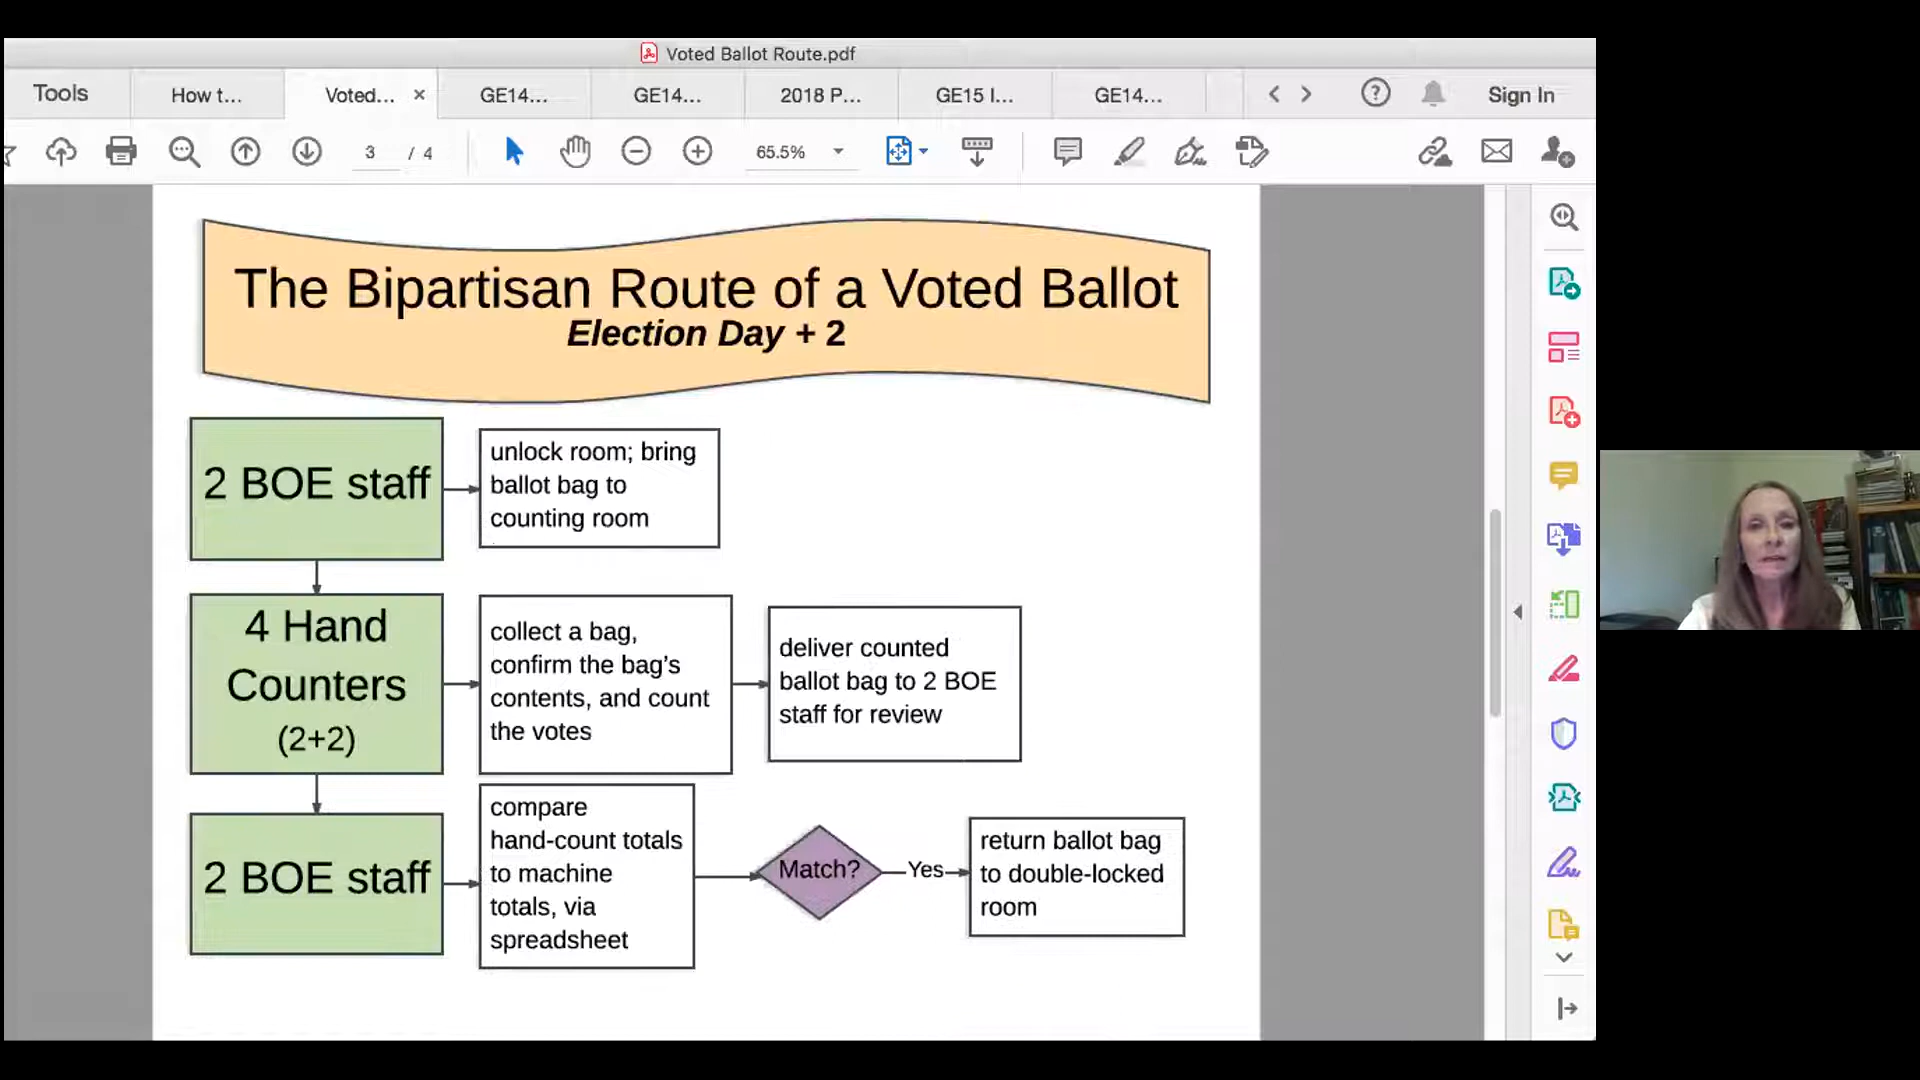 Voted Ballot Route.pdf
Tools
How t...
Voted...
GE14...
GE14...
2018 P...
GE15 I...
GE14...
Sign In
3 / 4
65.5%
The Bipartisan Route of a Voted Ballot
Election Day + 2
2 BOE staff
unlock room; bring
ballot bag to
counting room
4 Hand
Counters
(2+2)
collect a bag,
confirm the bag's
contents, and count
the votes
deliver counted
ballot bag to 2 BOE
staff for review
2 BOE staff
compare
hand-count totals
to machine
totals, via
spreadsheet
Match?
Yes
return ballot bag
to double-locked
room